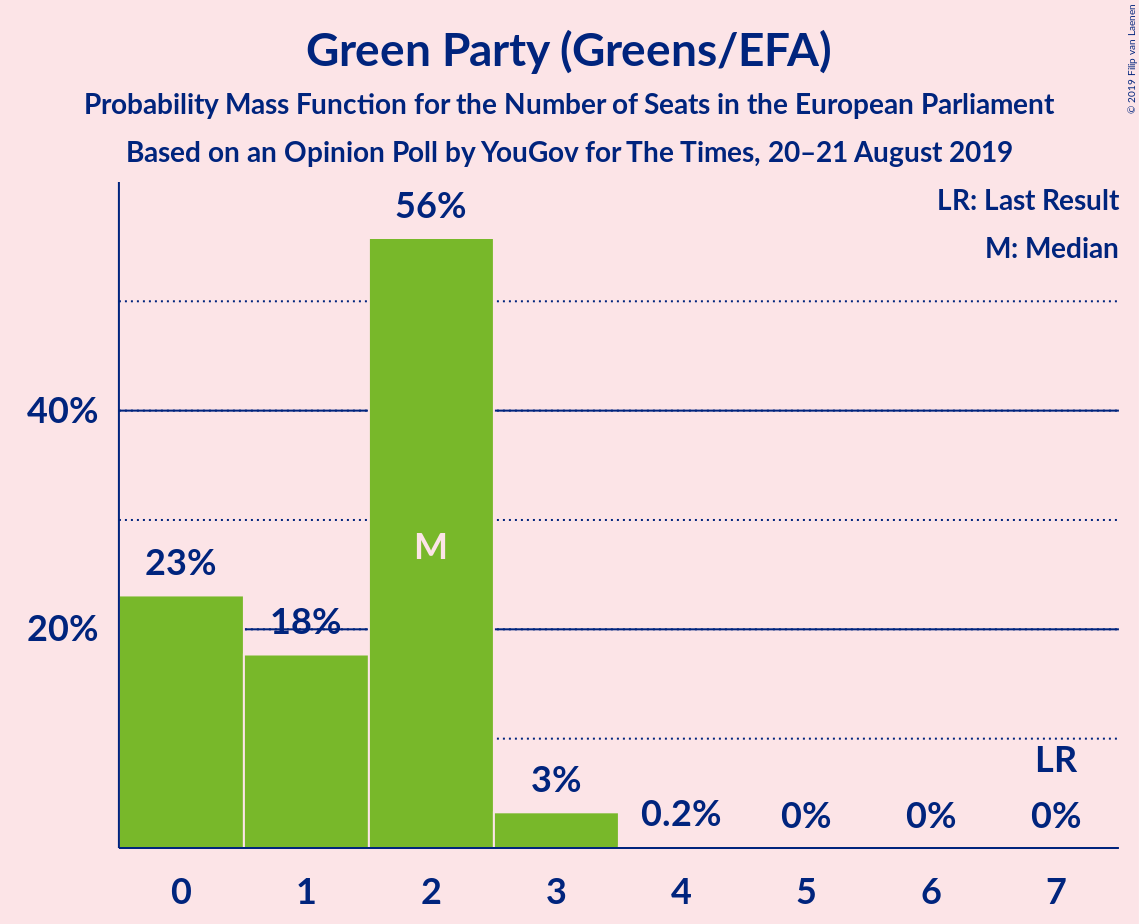 Green Party (Greens/EFA)
Probability Mass Function for the Number of Seats in the European Parliament
Based on an Opinion Poll by YouGov for The Times, 20–21 August 2019
© 2019 Filip van Laenen
LR: Last Result
M: Median
56%
40%
M
23%
18%
20%
LR
3%
0.2%
0%
0%
0%
0 1 2 3 4 5 6 7